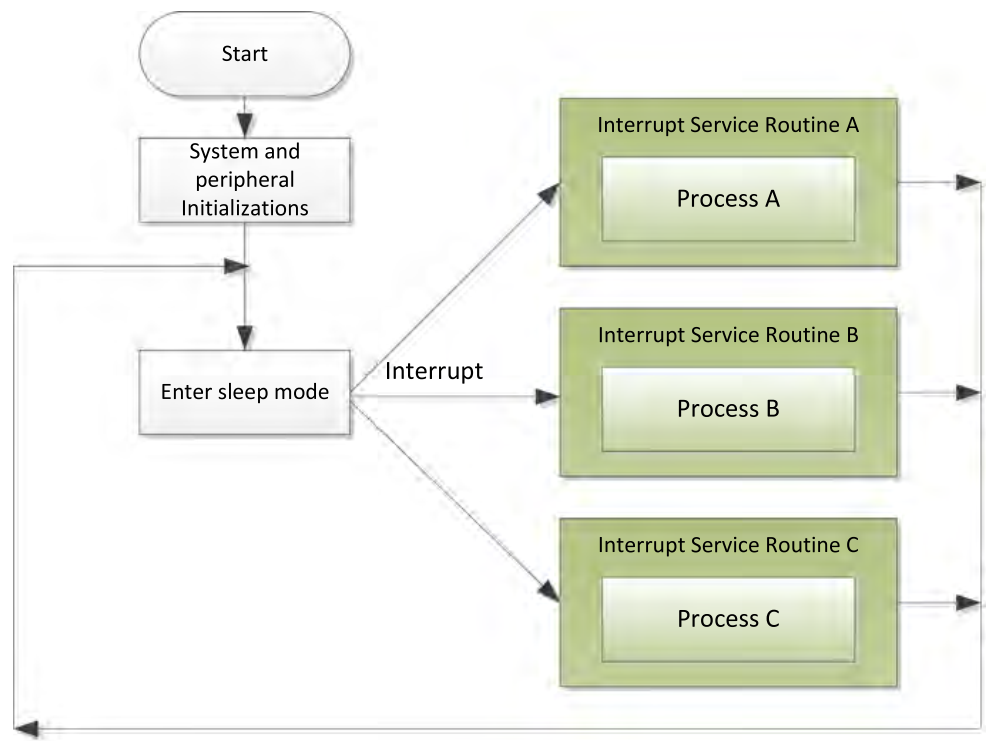 Start
System and
peripheral
Initializations
Enter sleep mode
Interrupt
Interrupt Service Routine A
Process A
Interrupt Service Routine B
Process B
Interrupt Service Routine C
Process C